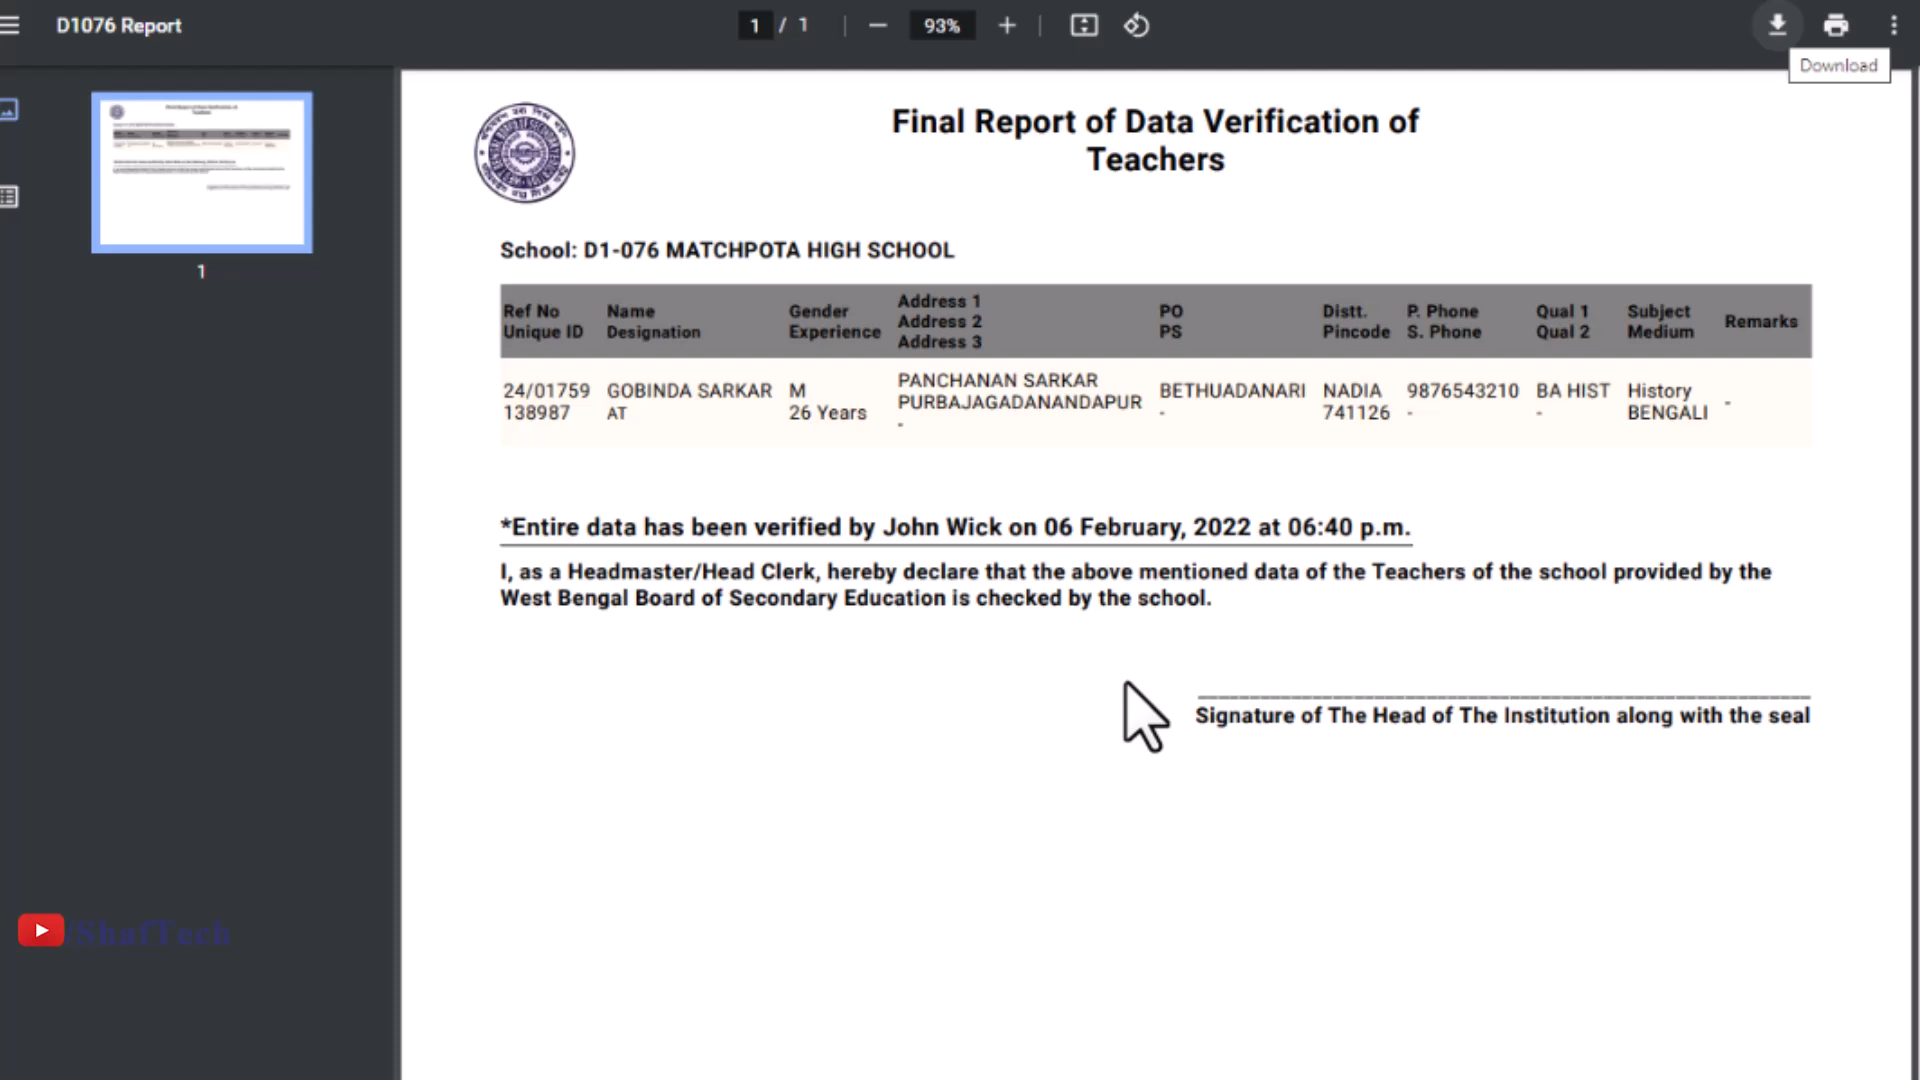 D1076 Report
1 / 1
93%
Download
1
Final Report of Data Verification of
Teachers
School: D1-076 MATCHPOTA HIGH SCHOOL
Ref No Name Gender Address 1 PO Distt. P. Phone Qual 1 Subject Remarks
Unique ID Designation Experience Address 2 PS Pincode S. Phone Qual 2 Medium
Address 3
24/01759 GOBINDA SARKAR M PANCHANAN SARKAR BETHUADANARI NADIA 9876543210 BA HIST History -
138987 AT 26 Years PURBAJAGADANANDAPUR - 741126 - - BENGALI
-
*Entire data has been verified by John Wick on 06 February, 2022 at 06:40 p.m.
I, as a Headmaster/Head Clerk, hereby declare that the above mentioned data of the Teachers of the school provided by the
West Bengal Board of Secondary Education is checked by the school.
Signature of The Head of The Institution along with the seal
/ShafTech